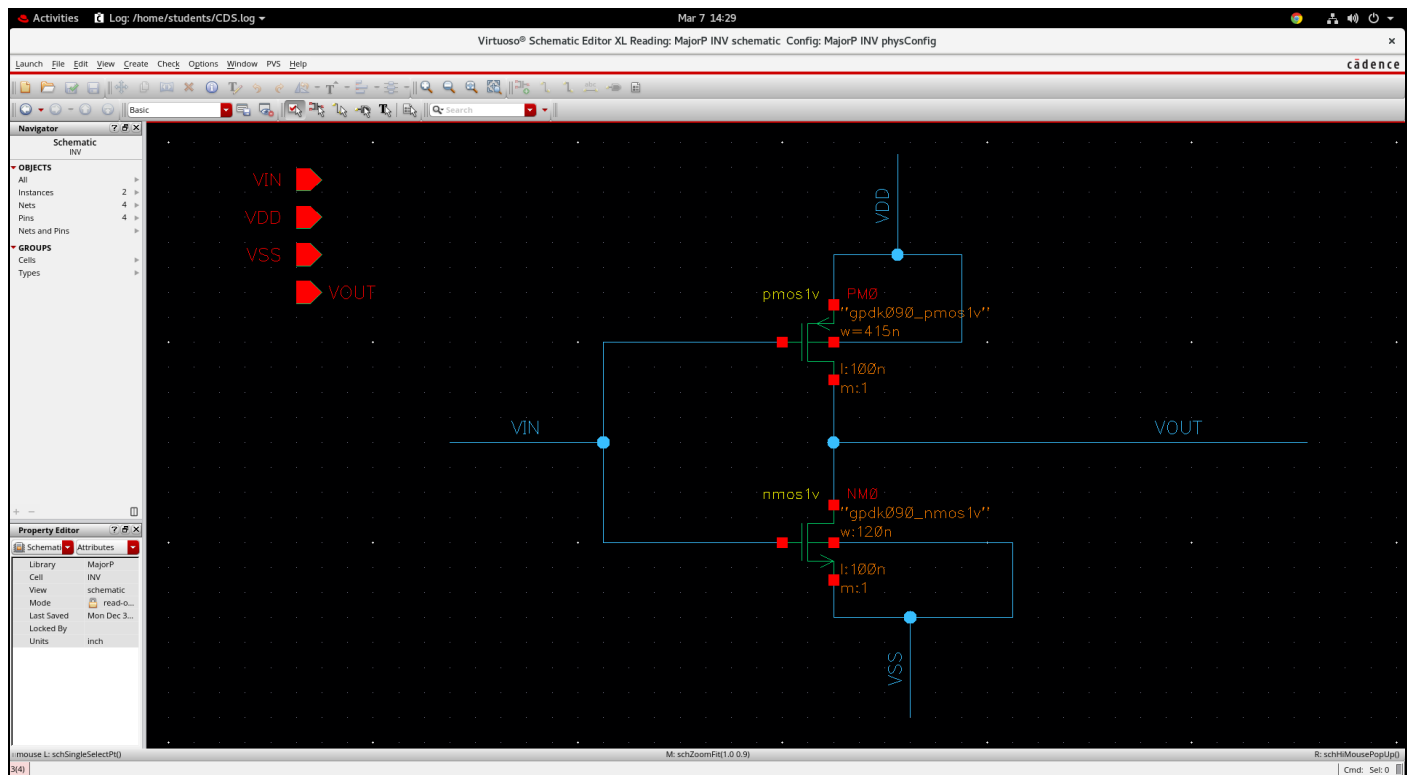 Activities Log: /home/students/CDS.log Mar 7 14:29
Virtuoso® Schematic Editor XL Reading: MajorP INV schematic Config: MajorP INV physConfig ×
Launch File Edit View Create Check Options Window PVS Help cādence
Basic Search
Navigator
Schematic
INV
OBJECTS
All
Instances 2
Nets 4
Pins 4
Nets and Pins
GROUPS
Cells
Types
Property Editor
Schemati Attributes
Library MajorP
Cell INV
View schematic
Mode read-o...
Last Saved Mon Dec 3...
Locked By
Units inch
VIN
VDD
VSS
VOUT
VDD
pmos1v PM0
"gpdk090_pmos1v"
w=415n
l:100n
m:1
VIN
VOUT
nmos1v NM0
"gpdk090_nmos1v"
w:120n
l:100n
m:1
VSS
mouse L: schSingleSelectPt() M: schZoomFit(1.0 0.9) R: schHiMousePopUp()
3(4) Cmd: Sel: 0